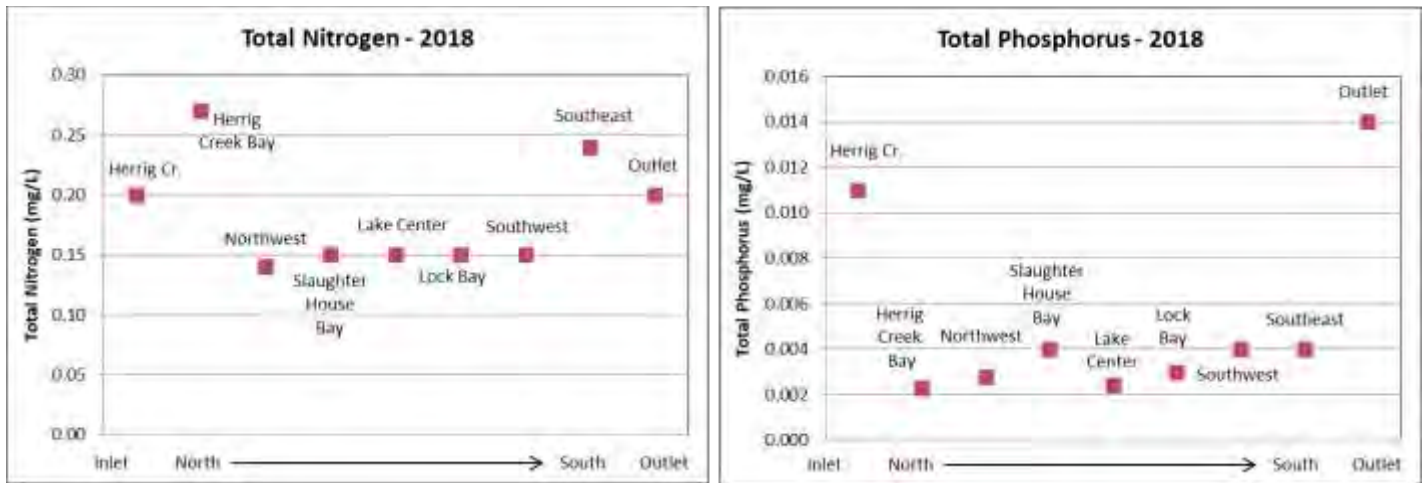 Total Nitrogen - 2018
Total Nitrogen (mg/L)
0.30
0.25
0.20
0.15
0.10
0.05
0.00
Herrig Cr.
Herrig
Creek Bay
Northwest
Slaughter
House
Bay
Lake Center
Lock Bay
Southwest
Southeast
Outlet
Inlet North South Outlet
Total Phosphorus - 2018
Total Phosphorus (mg/L)
0.016
0.014
0.012
0.010
0.008
0.006
0.004
0.002
0.000
Herrig Cr.
Herrig
Creek
Bay
Northwest
Slaughter
House
Bay
Lake
Center
Lock
Bay
Southwest
Southeast
Outlet
Inlet North South Outlet